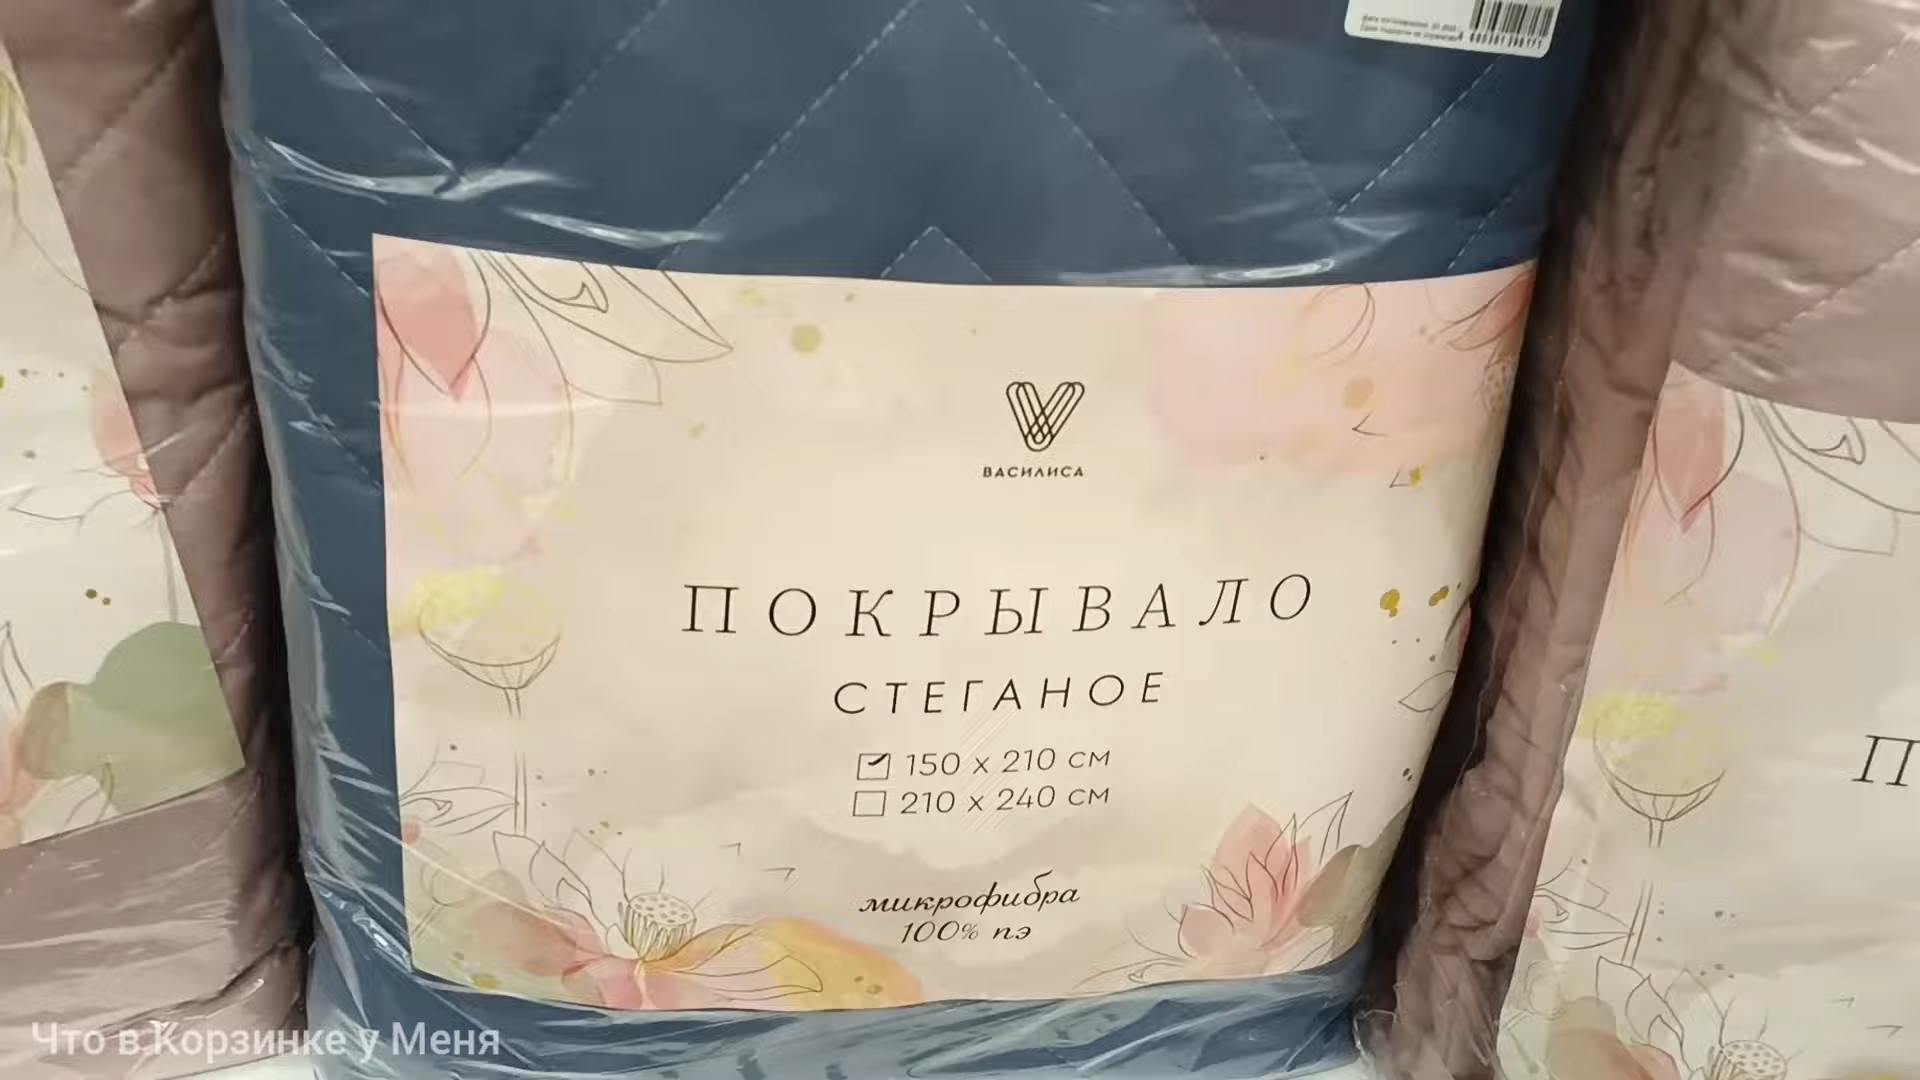 ВАСИЛИСА
ПОКРЫВАЛО
СТЕГАНОЕ
150 x 210 СМ
210 x 240 СМ
микрофибра
100% пэ
П
Что в Корзинке у Меня